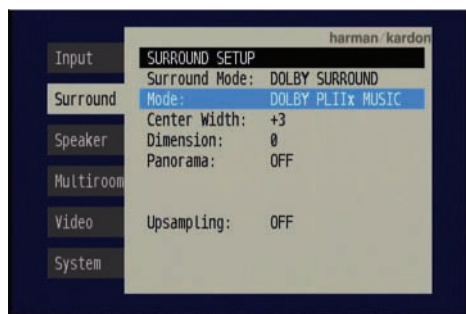 harman/kardon
Input
Surround
Speaker
Multiroom
Video
System
SURROUND SETUP
Surround Mode: DOLBY SURROUND
Mode: DOLBY PLIIx MUSIC
Center Width: +3
Dimension: 0
Panorama: OFF
Upsampling: OFF